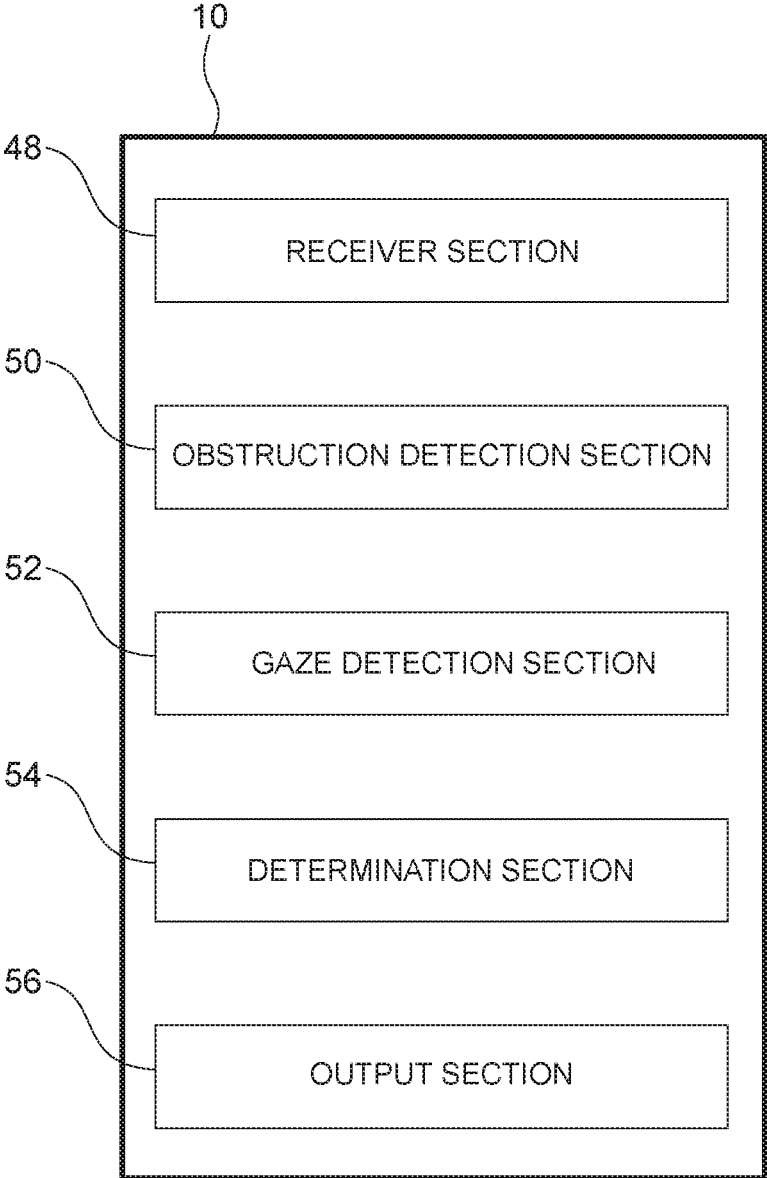 10
48
RECEIVER SECTION
50
OBSTRUCTION DETECTION SECTION
52
GAZE DETECTION SECTION
54
DETERMINATION SECTION
56
OUTPUT SECTION